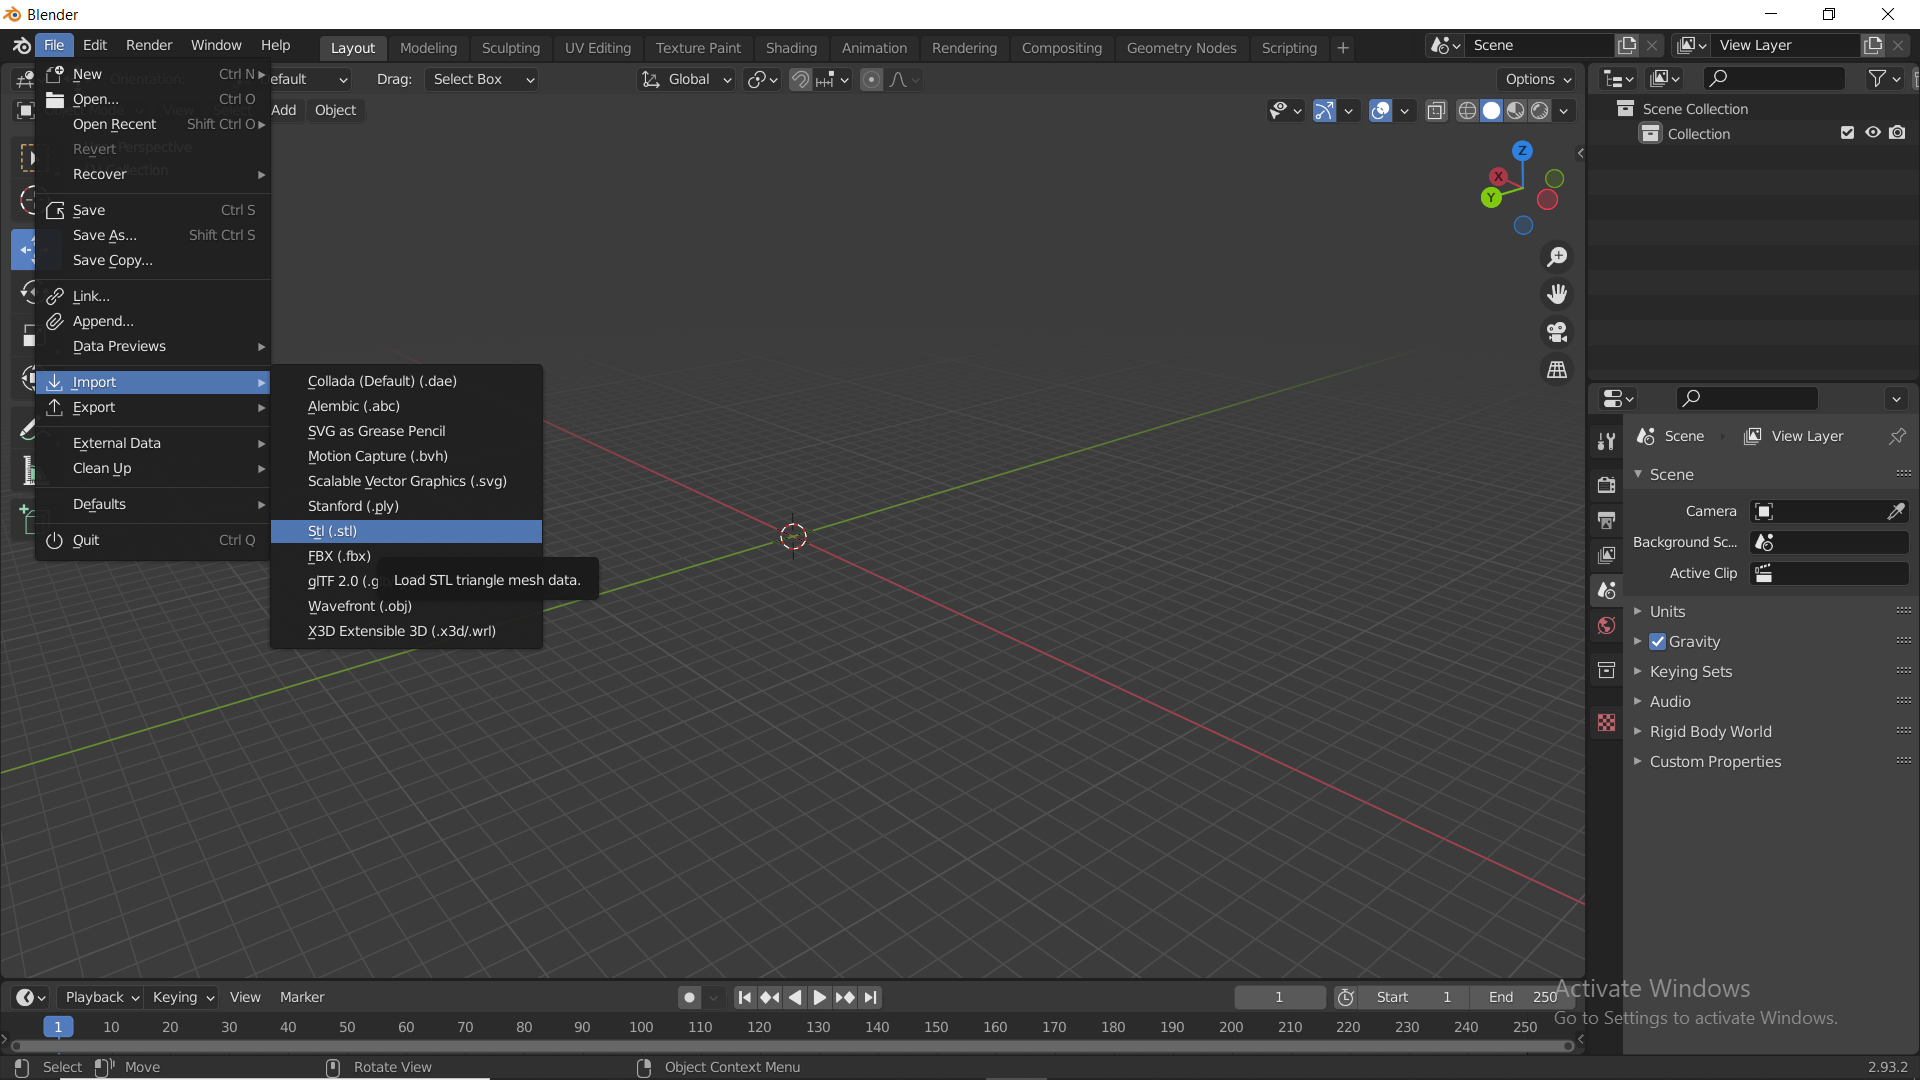 Blender
File Edit Render Window Help Layout Modeling Sculpting UV Editing Texture Paint Shading Animation Rendering Compositing Geometry Nodes Scripting + Scene View Layer
Orientation: efault Drag: Select Box Global Options
View Select Add Object
New Ctrl N
Open... Ctrl O
Open Recent Shift Ctrl O
Revert
Perspective
Recover
Save Ctrl S
Save As... Shift Ctrl S
Save Copy...
Link...
Append...
Data Previews
Import
Export
External Data
Clean Up
Defaults
Quit Ctrl Q
Collada (Default) (.dae)
Alembic (.abc)
SVG as Grease Pencil
Motion Capture (.bvh)
Scalable Vector Graphics (.svg)
Stanford (.ply)
Stl (.stl)
FBX (.fbx)
glTF 2.0 (.g
Load STL triangle mesh data.
Wavefront (.obj)
X3D Extensible 3D (.x3d/.wrl)
Z
X
Y
Scene Collection
Collection
Scene View Layer
Scene
Camera
Background Sc...
Active Clip
Units
Gravity
Keying Sets
Audio
Rigid Body World
Custom Properties
Playback Keying View Marker 1 Start 1 End 250
1 10 20 30 40 50 60 70 80 90 100 110 120 130 140 150 160 170 180 190 200 210 220 230 240 250
Activate Windows
Go to Settings to activate Windows.
Select Move Rotate View Object Context Menu 2.93.2